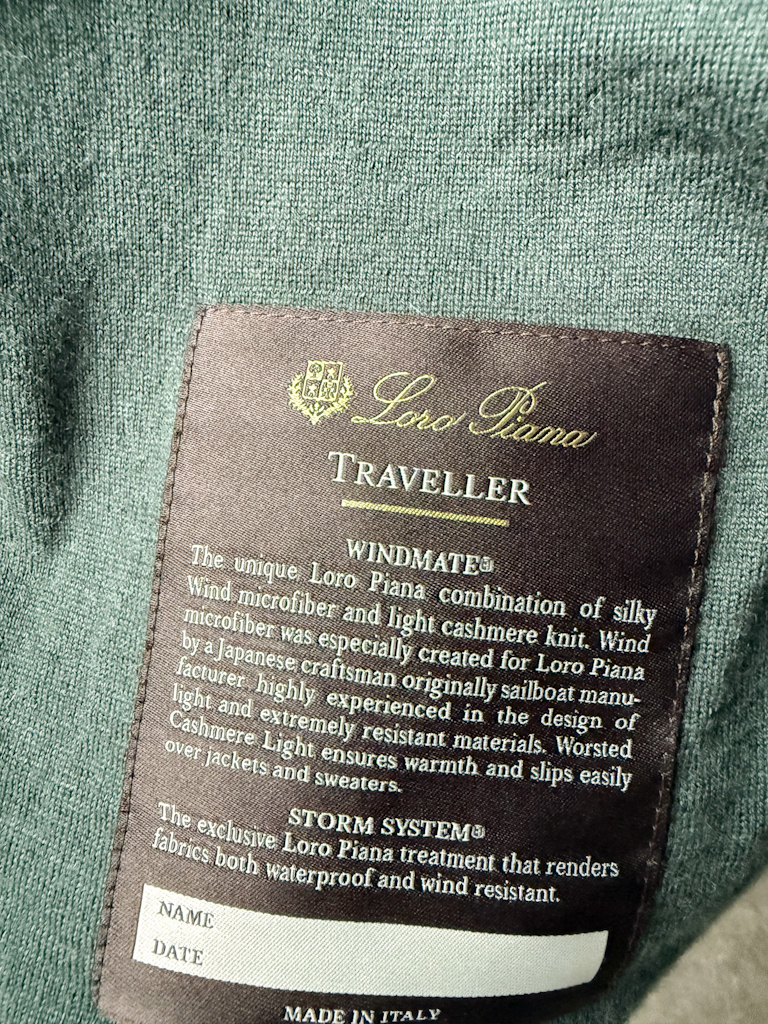 Loro Piana
TRAVELLER
WINDMATE®
The unique Loro Piana combination of silky
Wind microfiber and light cashmere knit. Wind
microfiber was especially created for Loro Piana
by a Japanese craftsman originally sailboat manu-
facturer highly experienced in the design of
light and extremely resistant materials. Worsted
Cashmere Light ensures warmth and slips easily
over jackets and sweaters.
STORM SYSTEM®
The exclusive Loro Piana treatment that renders
fabrics both waterproof and wind resistant.
NAME
DATE
MADE IN ITALY